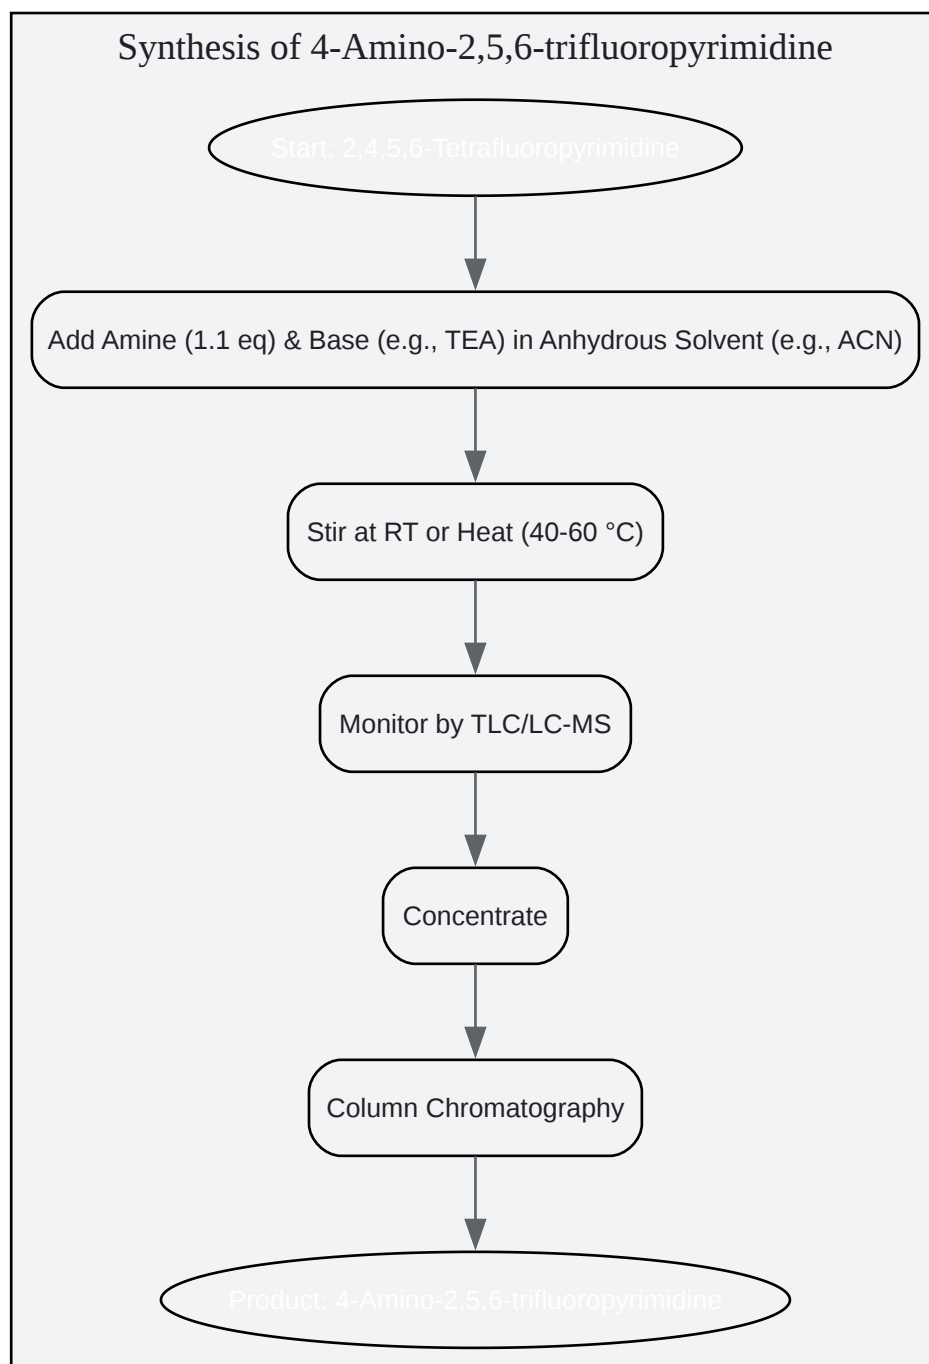 Synthesis of 4-Amino-2,5,6-trifluoropyrimidine
Start: 2,4,5,6-Tetrafluoropyrimidine
Add Amine (1.1 eq) & Base (e.g., TEA) in Anhydrous Solvent (e.g., ACN)
Stir at RT or Heat (40-60 °C)
Monitor by TLC/LC-MS
Concentrate
Column Chromatography
Product: 4-Amino-2,5,6-trifluoropyrimidine